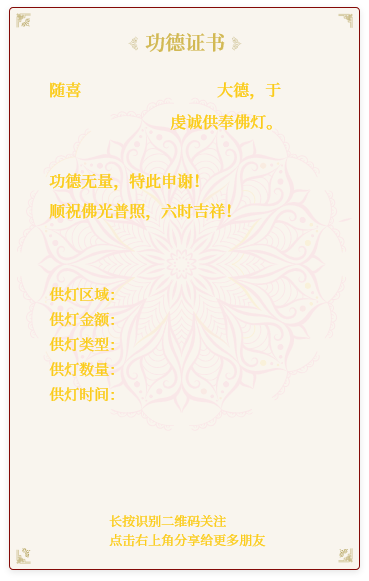 功德证书
随喜 大德，于
虔诚供奉佛灯。
功德无量，特此申谢！
顺祝佛光普照，六时吉祥！
供灯区域：
供灯金额：
供灯类型：
供灯数量：
供灯时间：
长按识别二维码关注
点击右上角分享给更多朋友